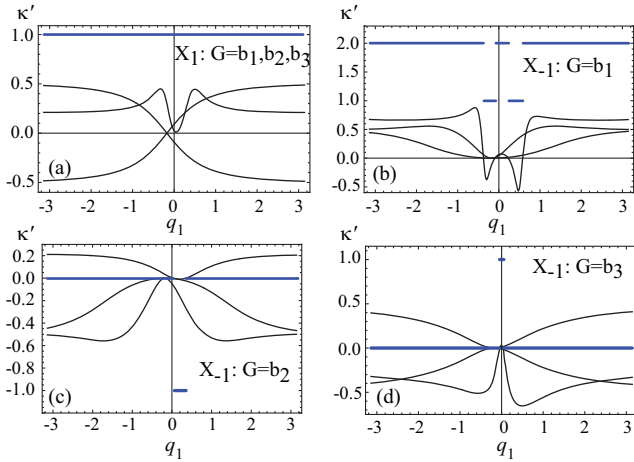 κ′
1.0
X1: G=b1,b2,b3
0.5
0.0
(a)
-0.5
-3 -2 -1 0 1 2 3
q1
κ′
2.0
X-1: G=b1
1.5
1.0
0.5
0.0
(b)
-0.5
-3 -2 -1 0 1 2 3
q1
κ′
0.2
-0.0
-0.2
-0.4
-0.6
-0.8
X-1: G=b2
-1.0
(c)
-3 -2 -1 0 1 2 3
q1
κ′
1.0
X-1: G=b3
0.5
0.0
-0.5
(d)
-3 -2 -1 0 1 2 3
q1